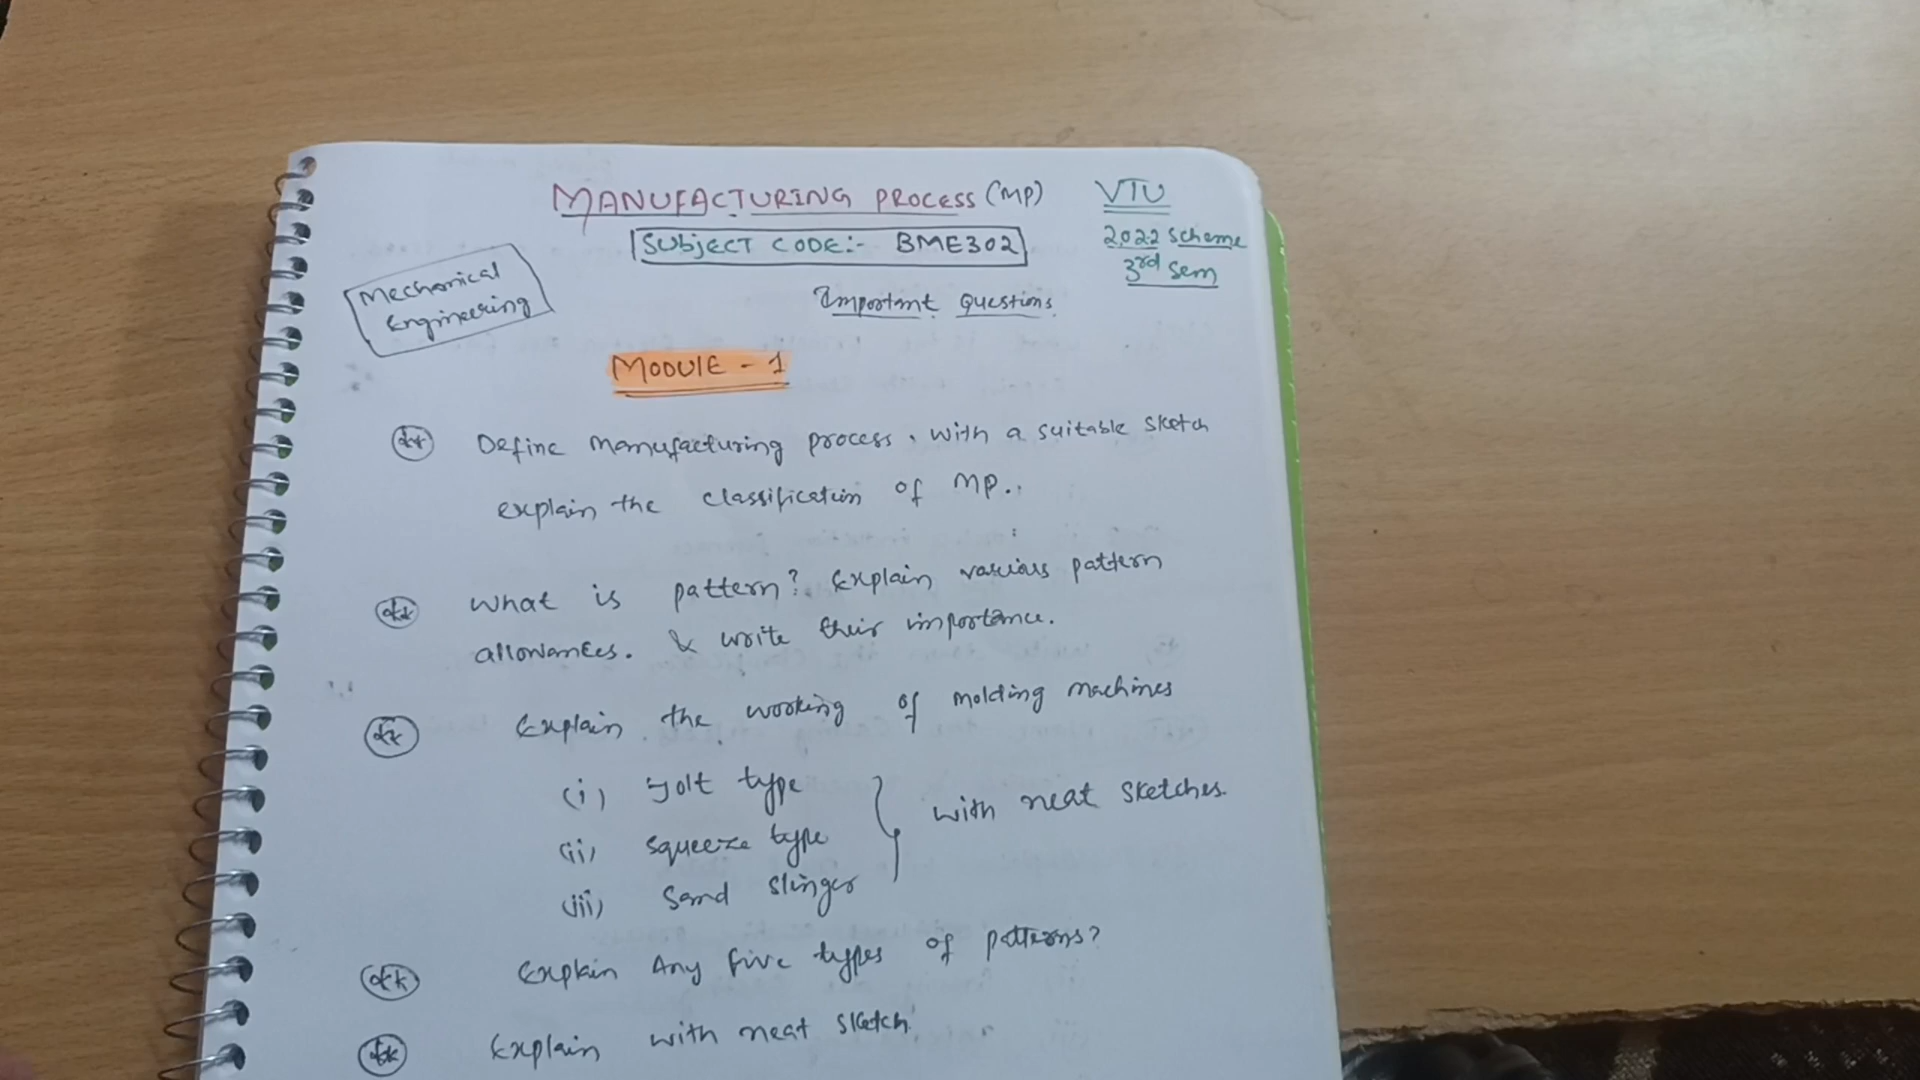 MANUFACTURING PROCESS (MP)
VTU
SUBJECT CODE:- BME302
2022 Scheme
3rd sem
Mechanical
Engineering
Important Questions
MODULE - 1
Define Manufacturing process. with a suitable sketch
explain the classification of MP.
what is pattern? Explain various pattern
allowances. & write their importance.
Explain the working of molding machines
(i) Jolt type
(ii) squeeze type
(iii) Sand slinger
with neat sketches.
Explain Any five types of patterns?
Explain with neat sketch